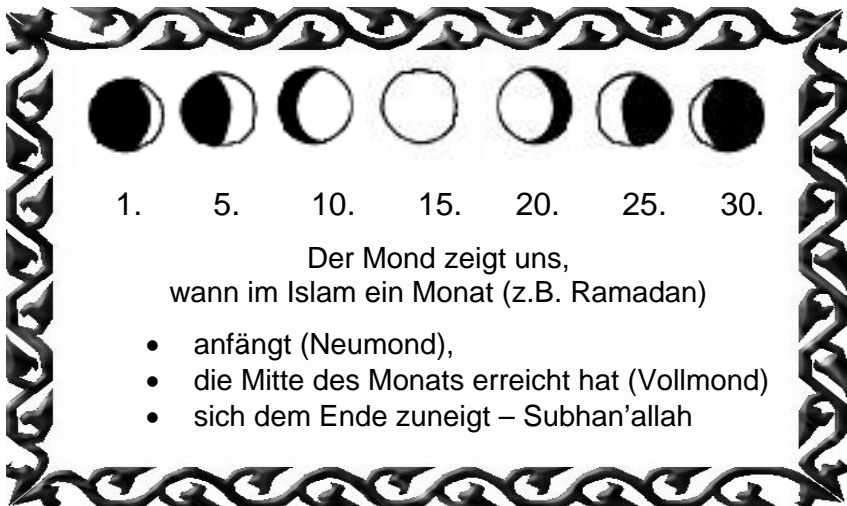 1. 5. 10. 15. 20. 25. 30.
Der Mond zeigt uns,
wann im Islam ein Monat (z.B. Ramadan)
• anfängt (Neumond),
• die Mitte des Monats erreicht hat (Vollmond)
• sich dem Ende zuneigt – Subhan’allah